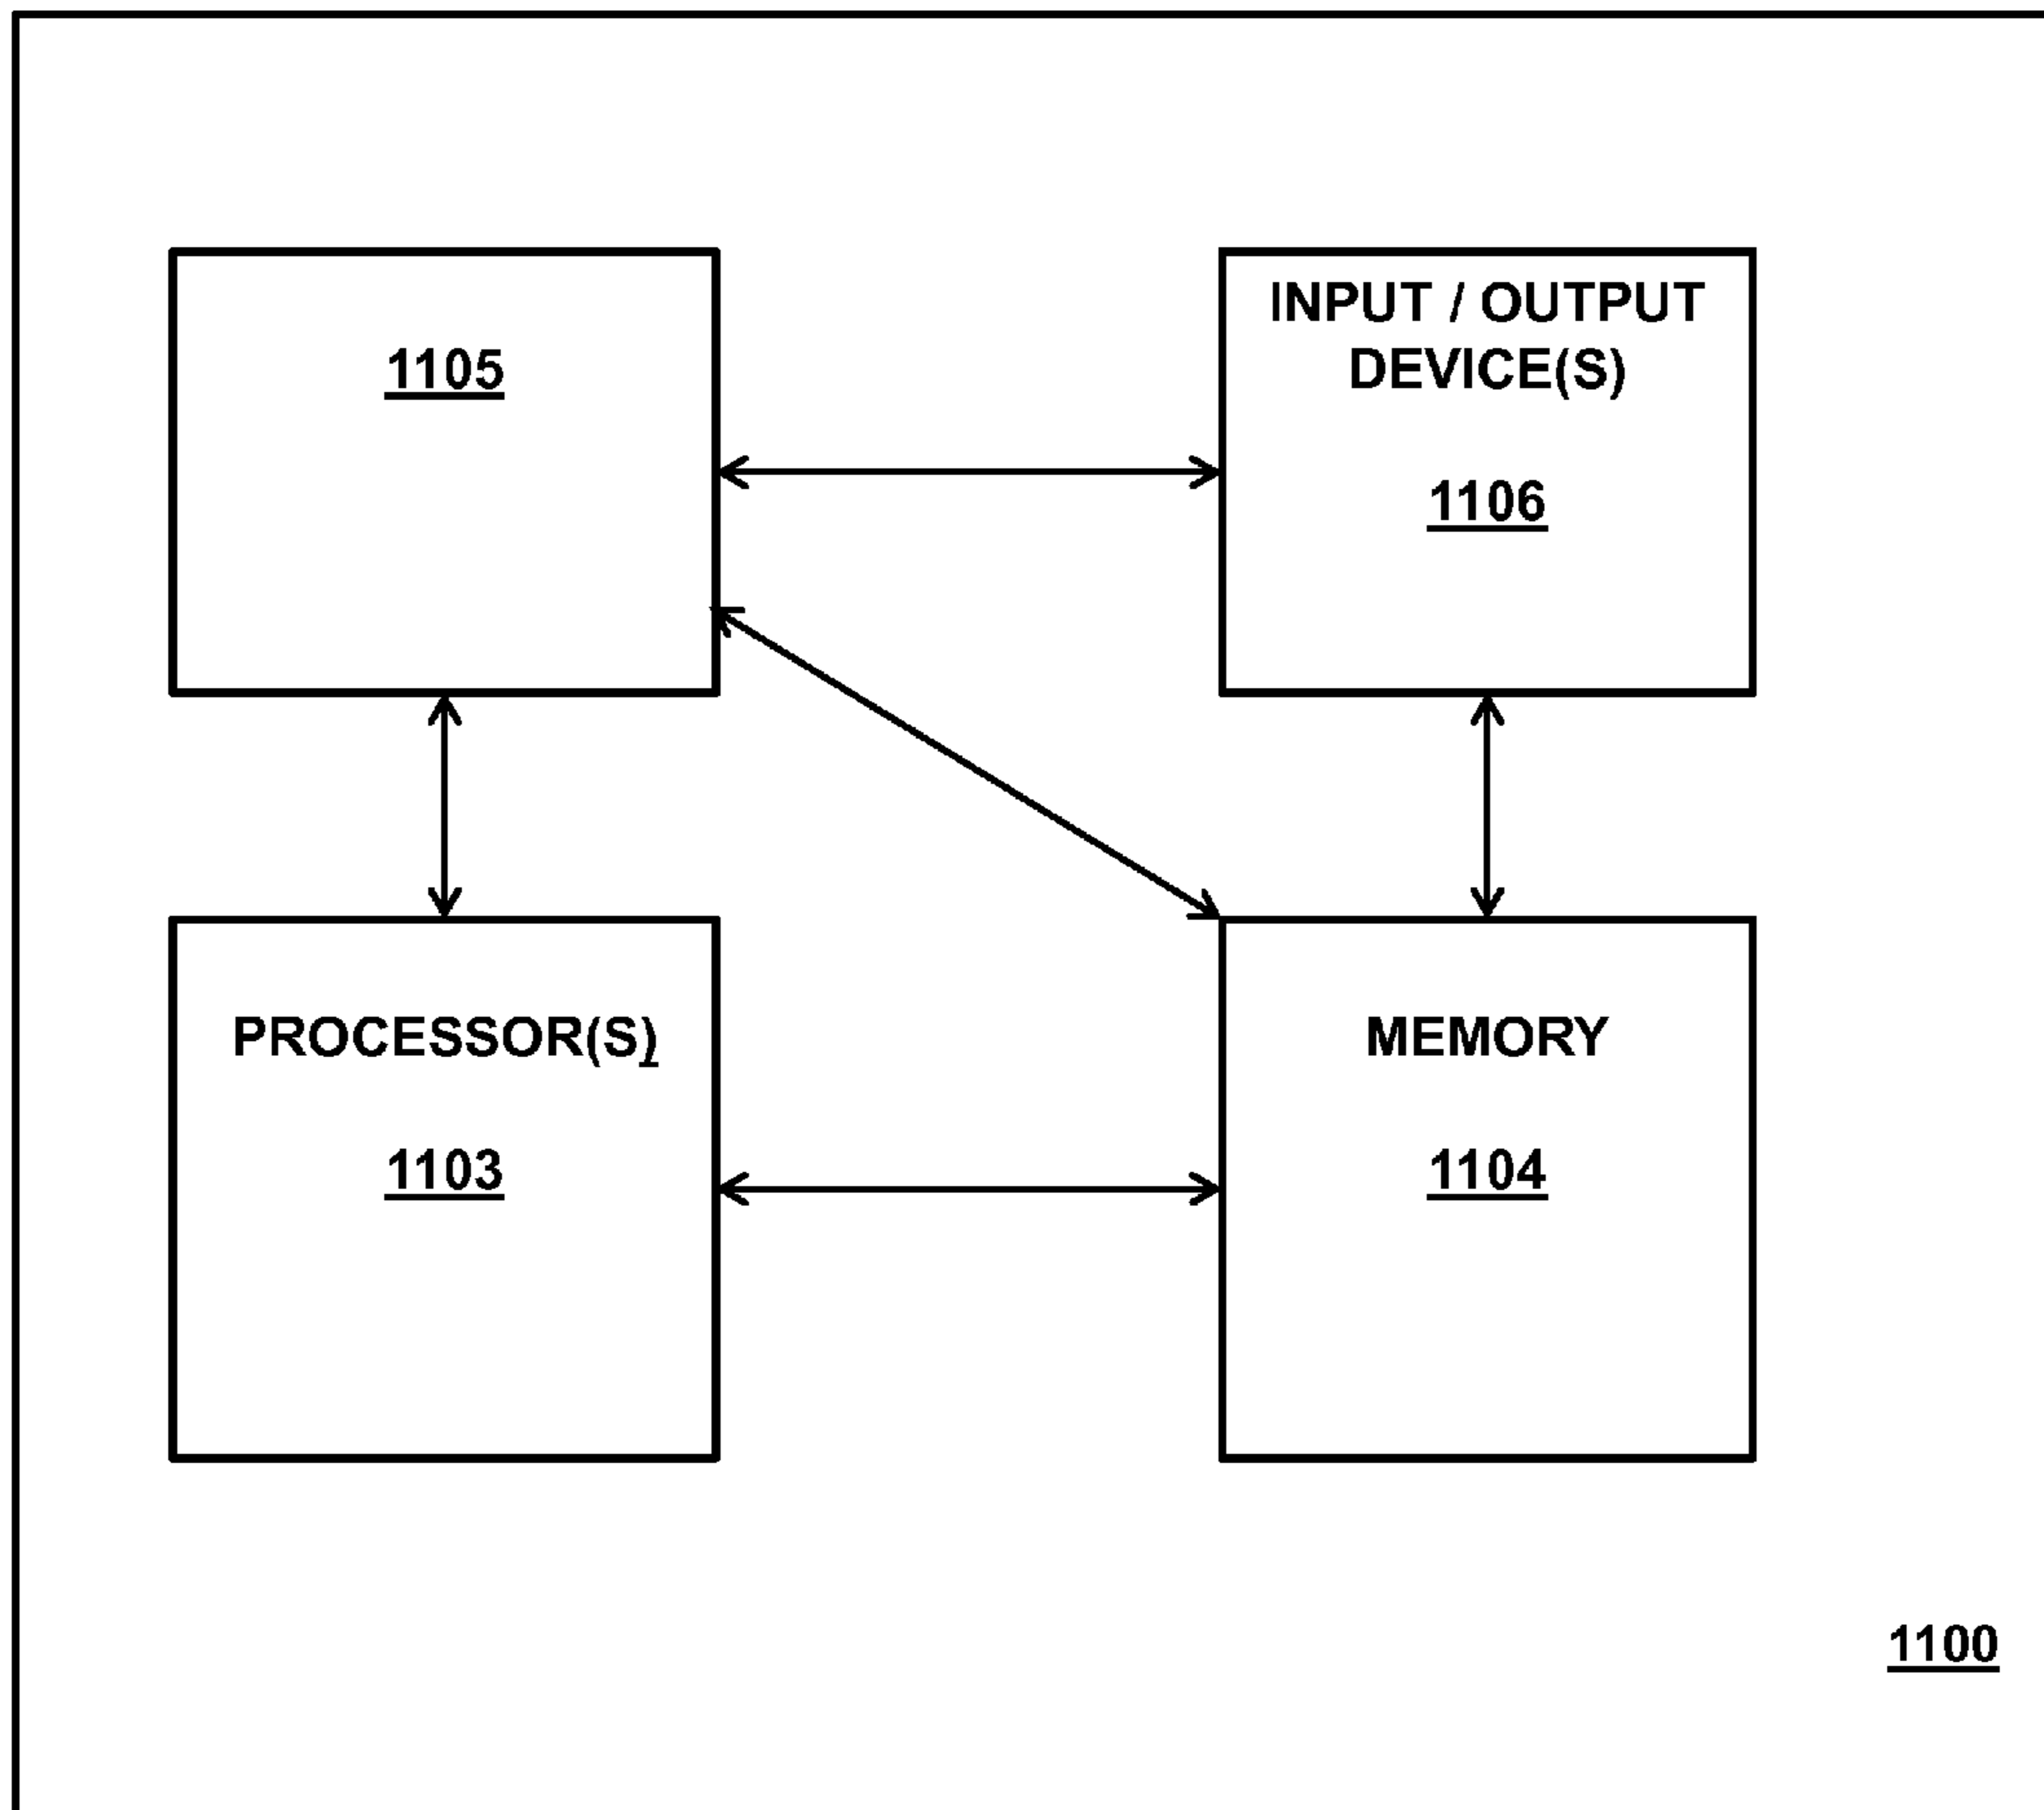 1105
INPUT / OUTPUT
DEVICE(S)
1106
PROCESSOR(S)
1103
MEMORY
1104
1100